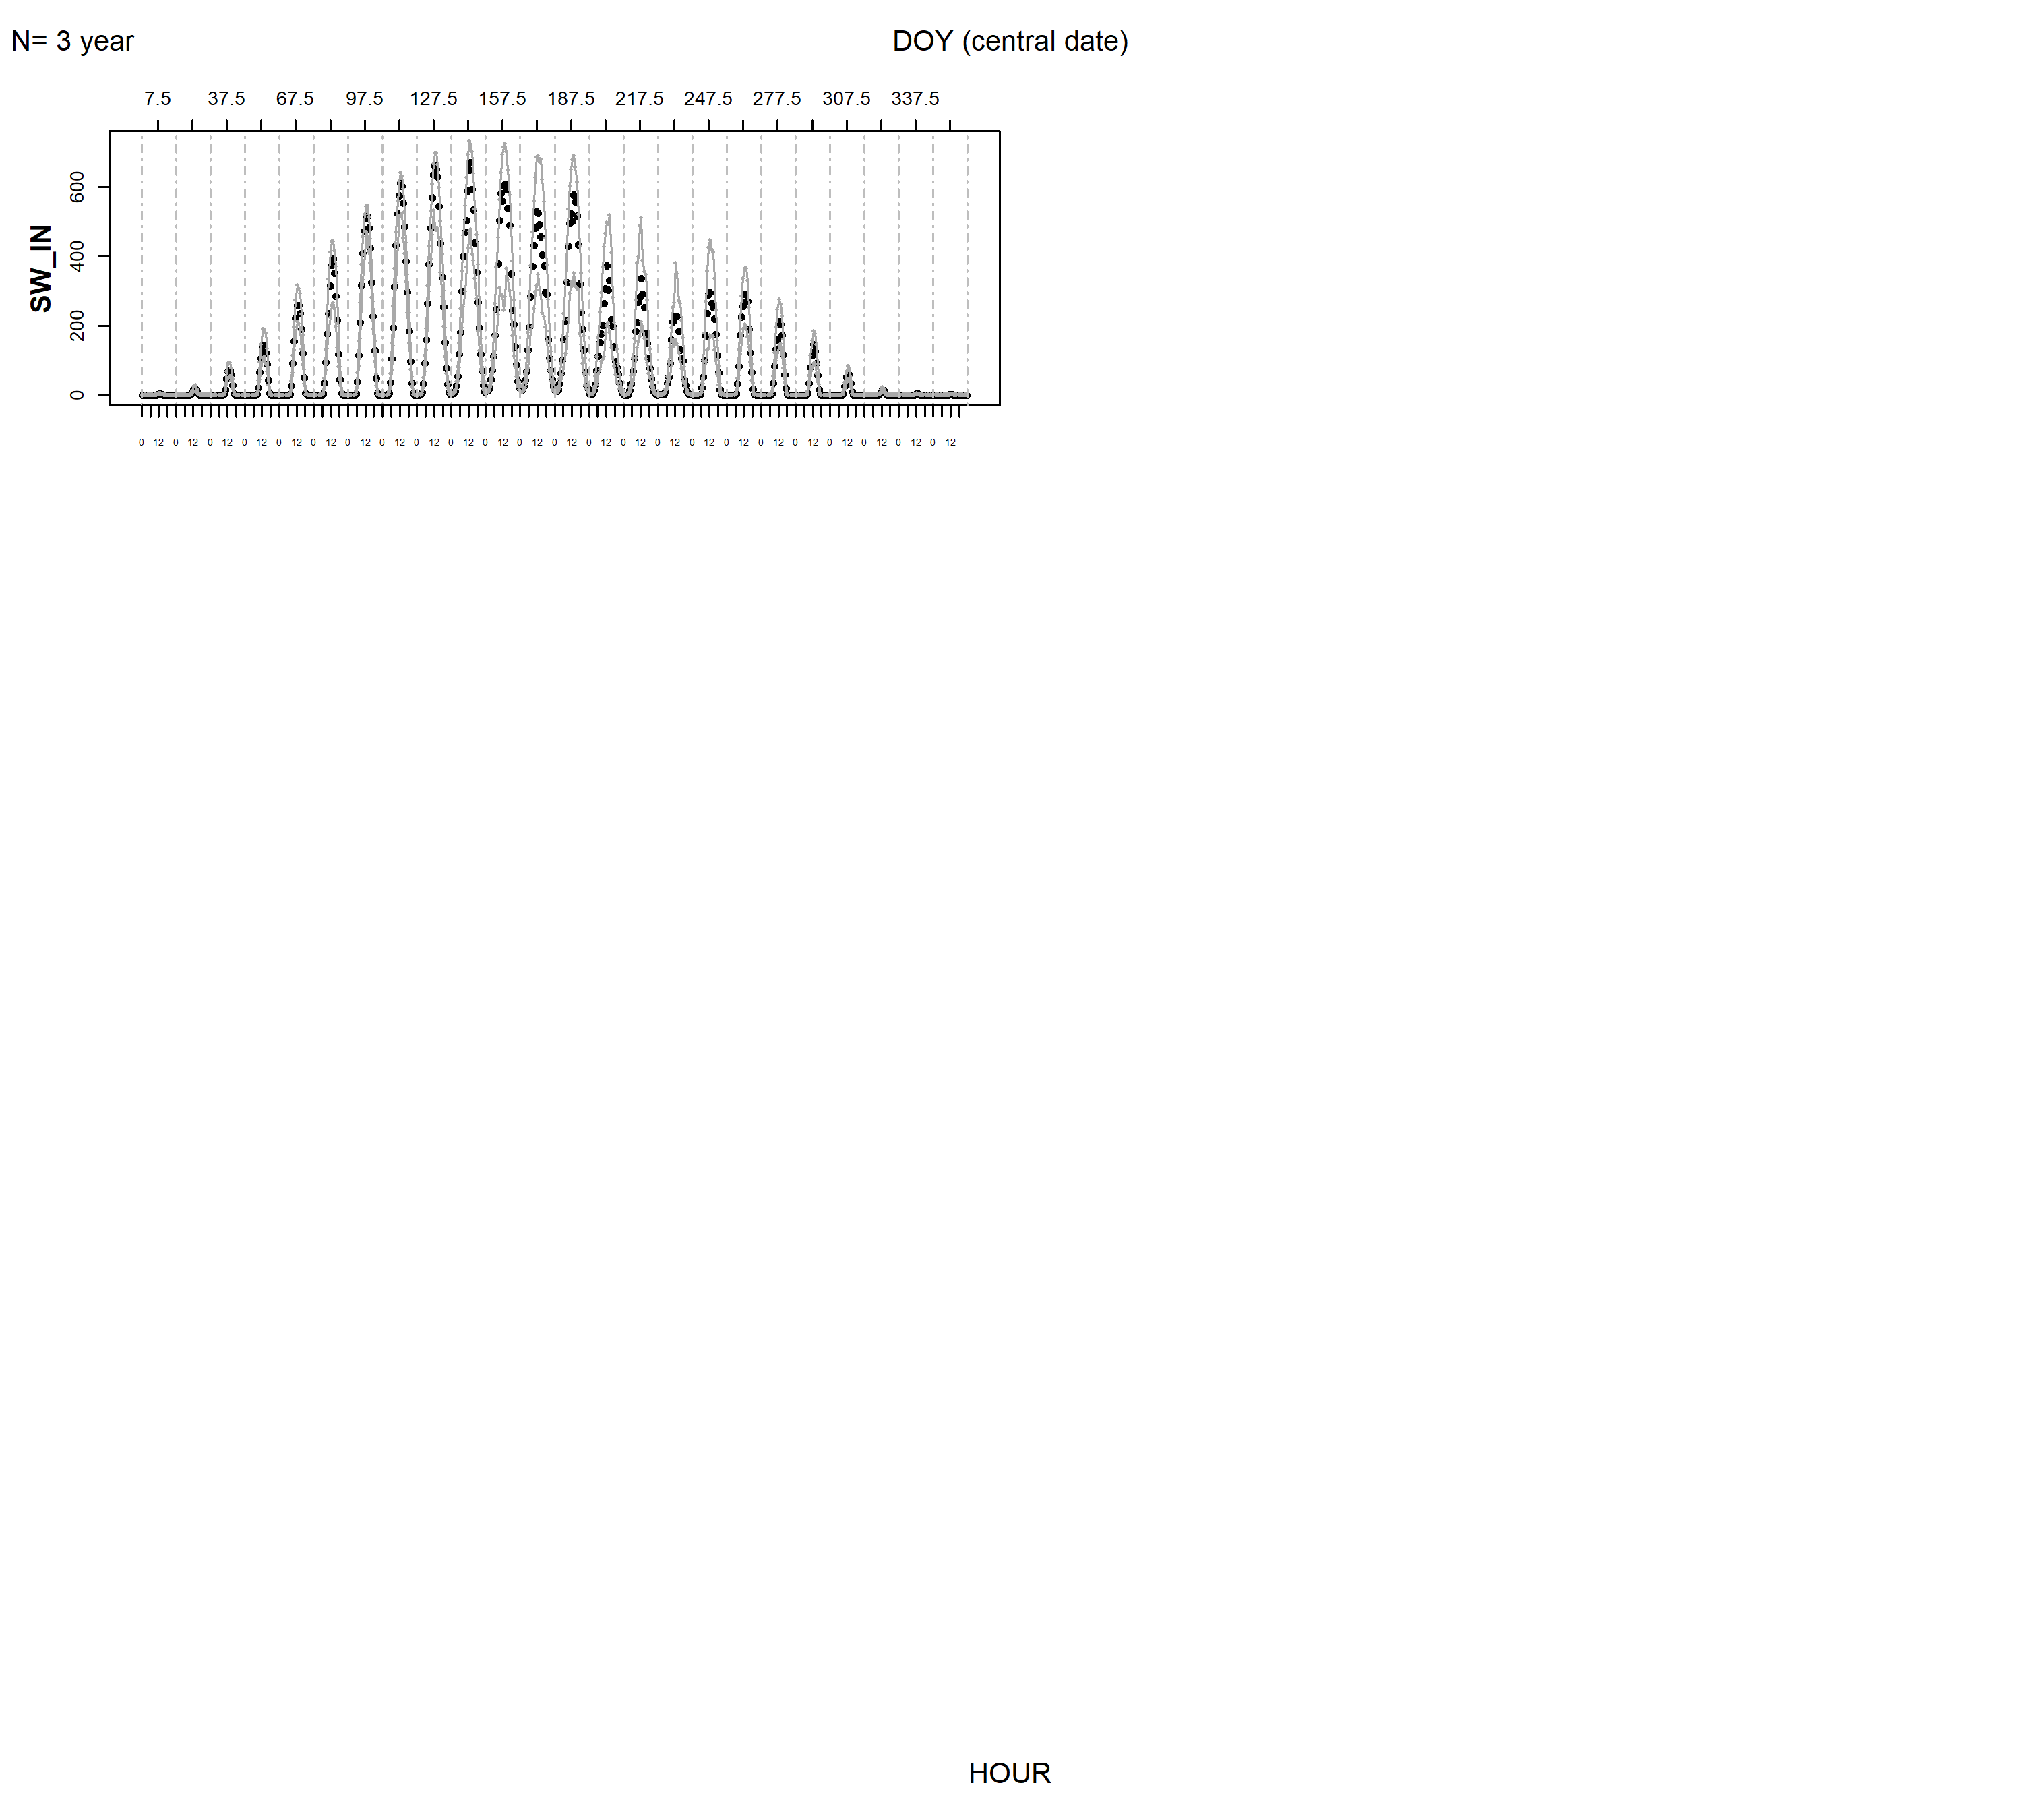 N= 3 year
DOY (central date)
7.5 37.5 67.5 97.5 127.5 157.5 187.5 217.5 247.5 277.5 307.5 337.5
SW_IN
600
400
200
0
0 12 0 12 0 12 0 12 0 12 0 12 0 12 0 12 0 12 0 12 0 12 0 12 0 12 0 12 0 12 0 12 0 12 0 12 0 12 0 12 0 12 0 12 0 12 0 12
HOUR